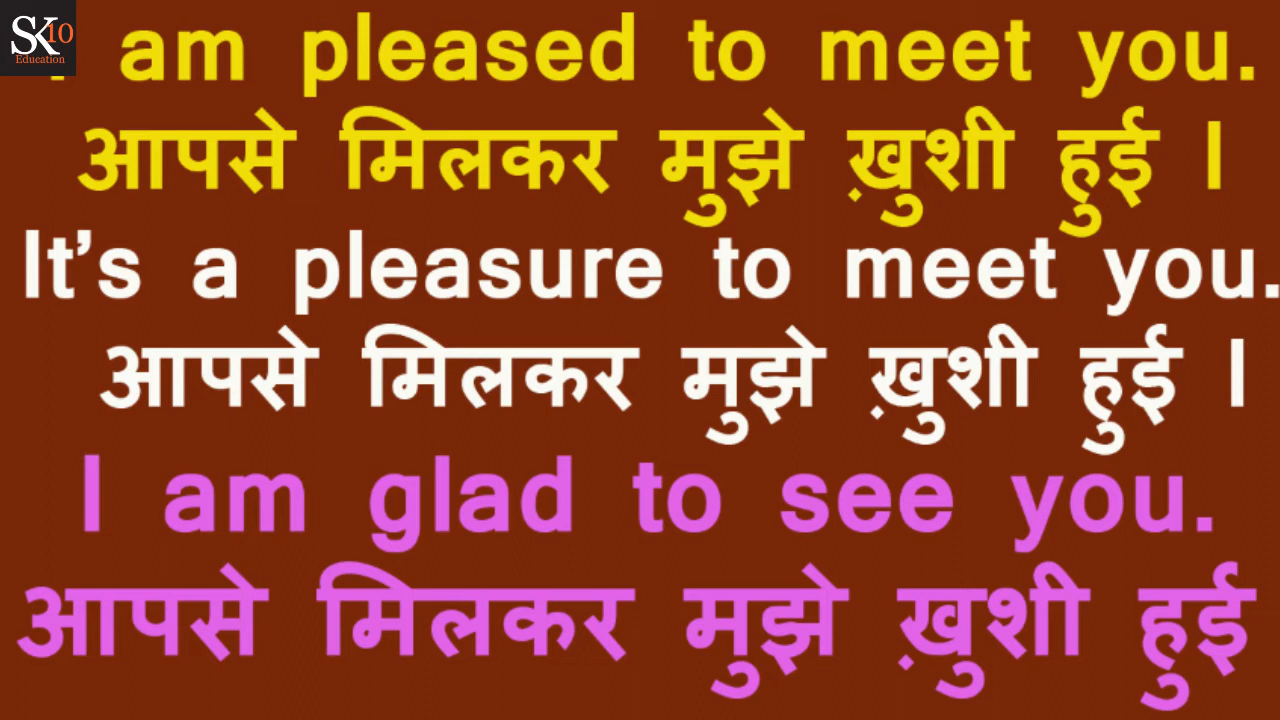 SK10
Education
I am pleased to meet you.
आपसे मिलकर मुझे ख़ुशी हुई ।
It’s a pleasure to meet you.
आपसे मिलकर मुझे ख़ुशी हुई ।
I am glad to see you.
आपसे मिलकर मुझे ख़ुशी हुई